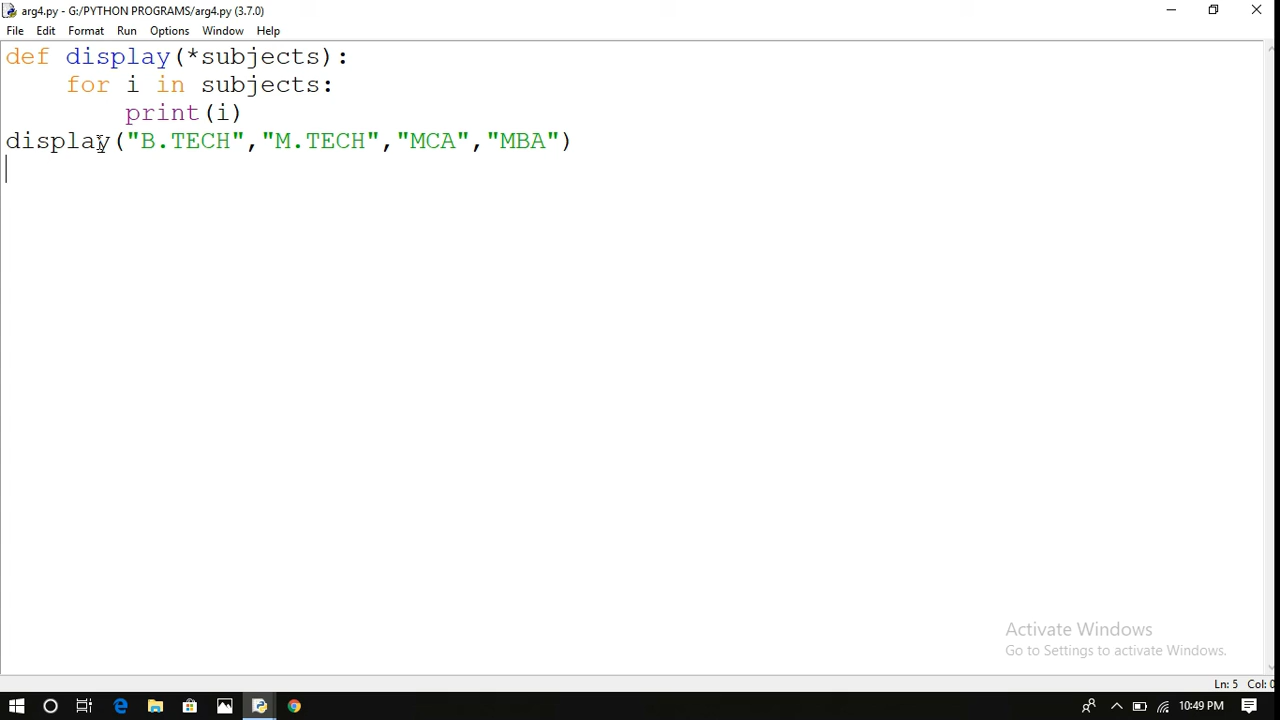 arg4.py - G:/PYTHON PROGRAMS/arg4.py (3.7.0)
File Edit Format Run Options Window Help
def display(*subjects):
    for i in subjects:
        print(i)
display("B.TECH","M.TECH","MCA","MBA")
Activate Windows
Go to Settings to activate Windows.
Ln: 5 Col: 0
10:49 PM